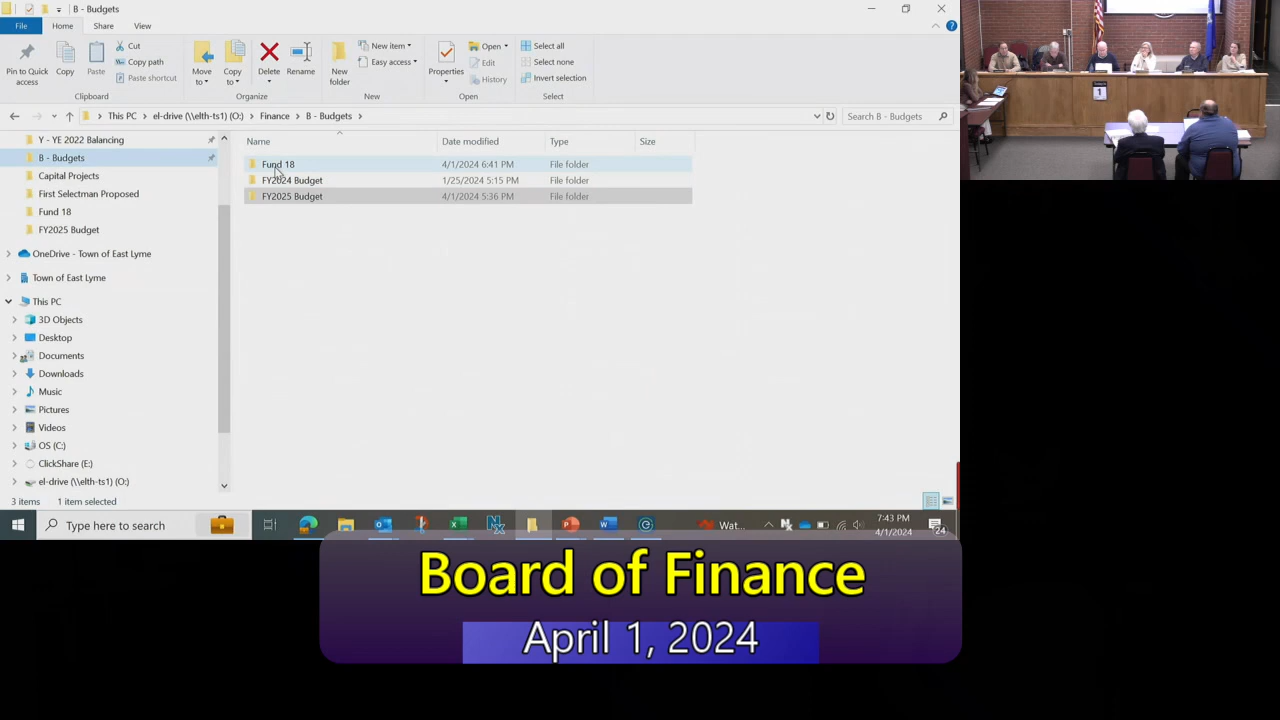 B - Budgets
File
Home
Share
View
Pin to Quick access
Copy
Paste
Cut
Copy path
Paste shortcut
Clipboard
Move to
Copy to
Delete
Rename
Organize
New folder
New item
Easy access
New
Properties
Open
Edit
History
Open
Select all
Select none
Invert selection
Select
This PC > el-drive (\\elth-ts1) (O:) > Finance > B - Budgets >
Search B - Budgets
Y - YE 2022 Balancing
B - Budgets
Capital Projects
First Selectman Proposed
Fund 18
FY2025 Budget
OneDrive - Town of East Lyme
Town of East Lyme
This PC
3D Objects
Desktop
Documents
Downloads
Music
Pictures
Videos
OS (C:)
ClickShare (E:)
el-drive (\\elth-ts1) (O:)
Name Date modified Type Size
Fund 18 4/1/2024 6:41 PM File folder
FY2024 Budget 1/25/2024 5:15 PM File folder
FY2025 Budget 4/1/2024 5:36 PM File folder
3 items 1 item selected
Type here to search
Wat...
7:43 PM
4/1/2024
24
Board of Finance
April 1, 2024